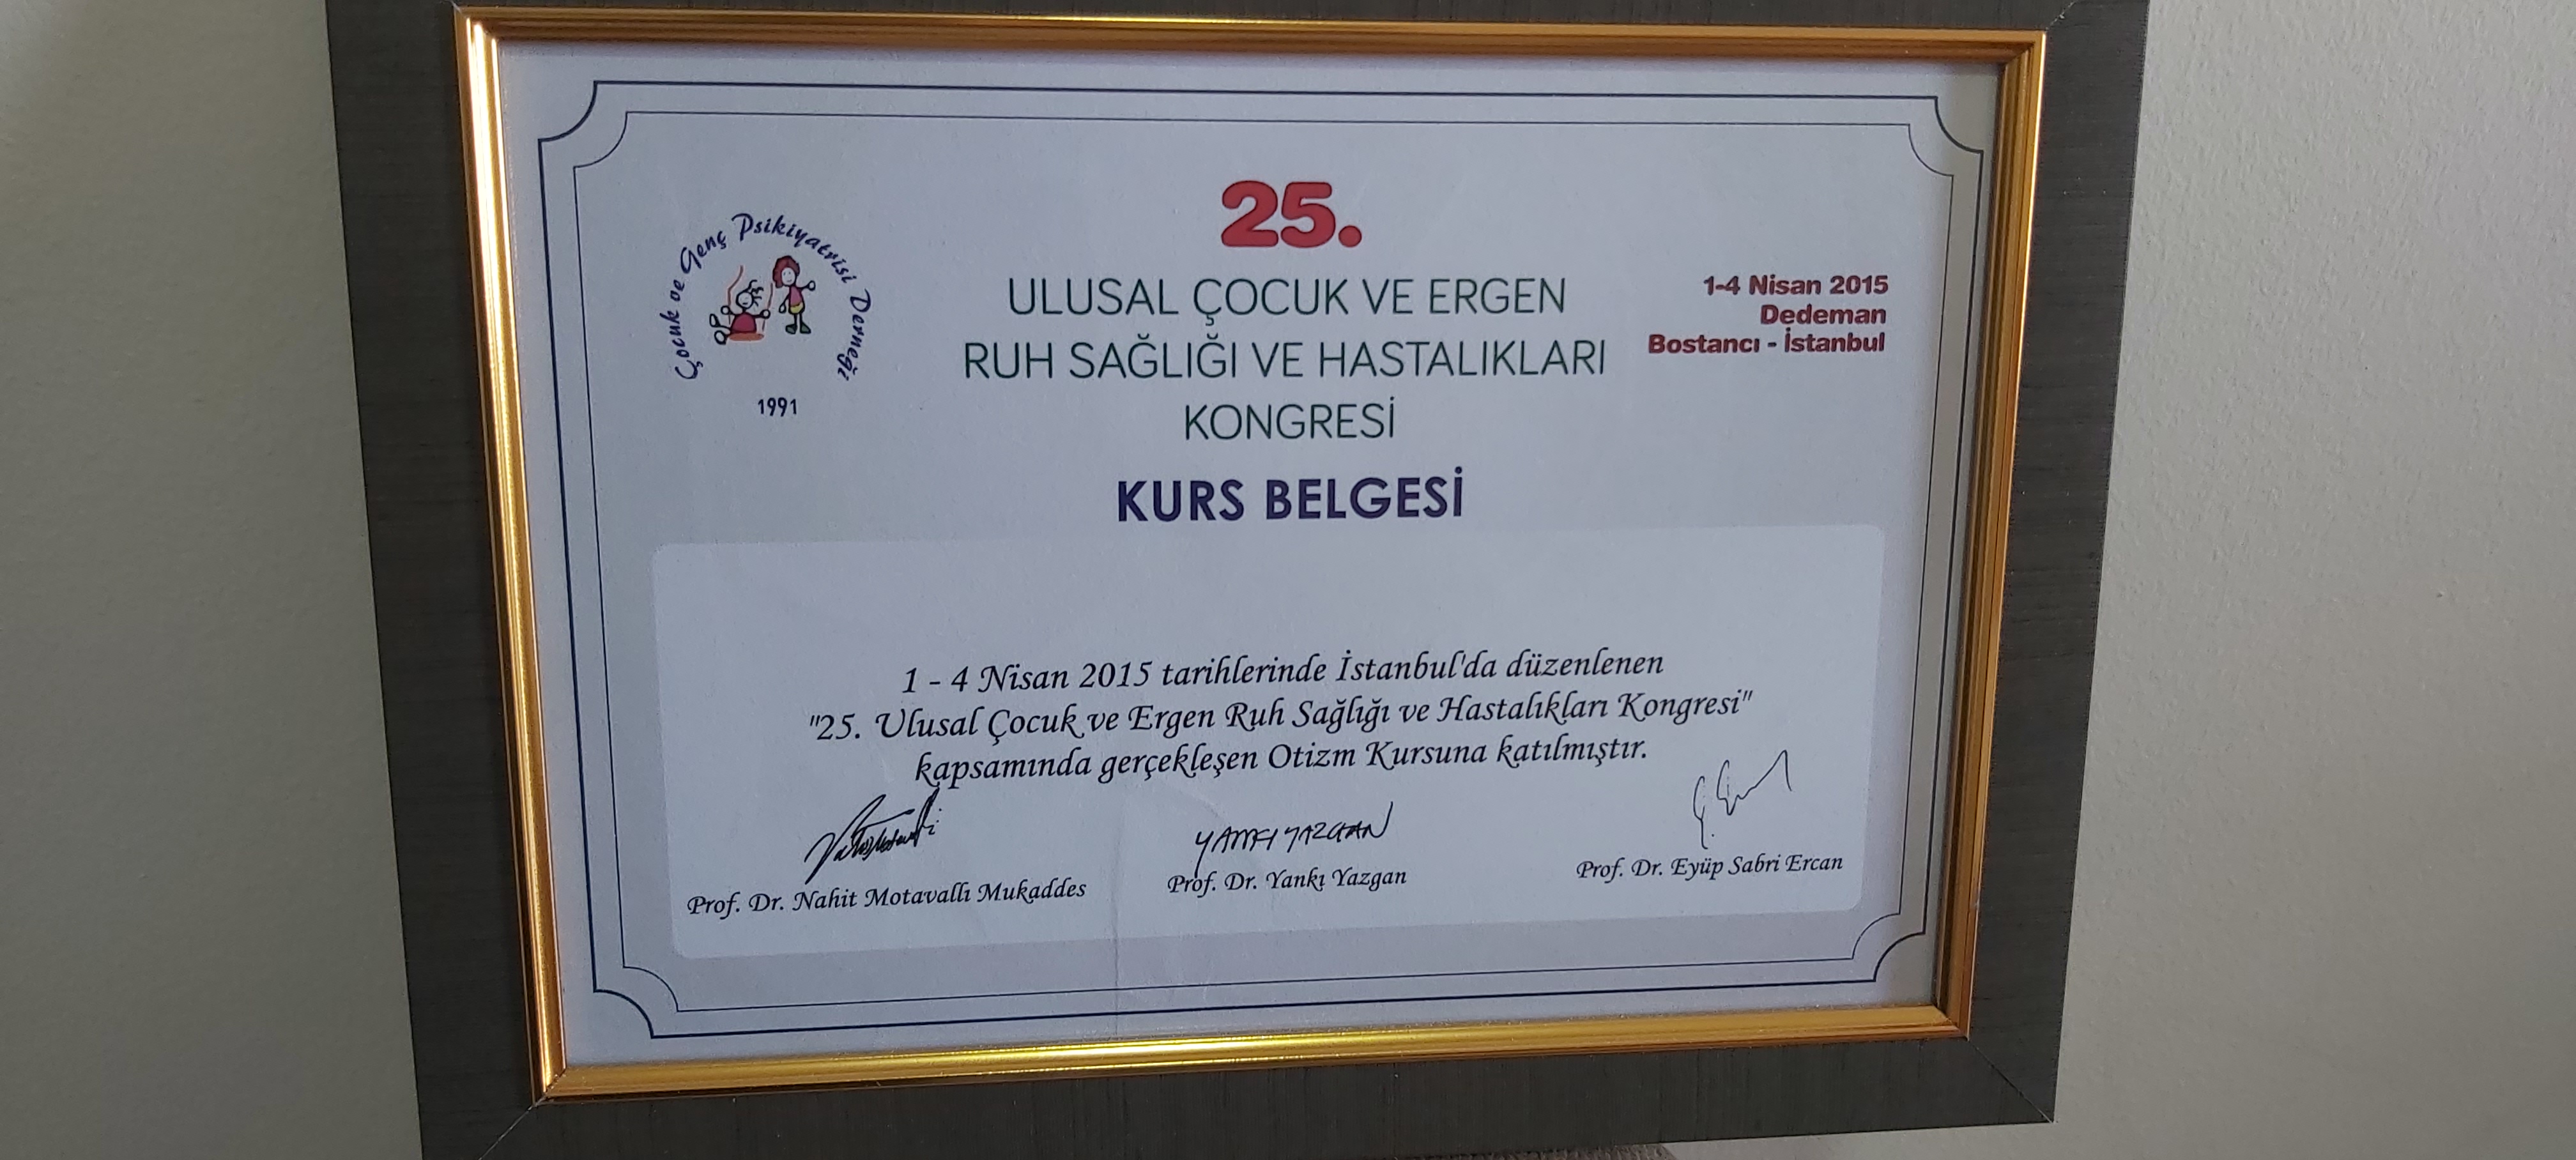 Çocuk ve Genç Psikiyatrisi Derneği
1991
25.
ULUSAL ÇOCUK VE ERGEN
RUH SAĞLIĞI VE HASTALIKLARI
KONGRESİ
1-4 Nisan 2015
Dedeman
Bostancı - İstanbul
KURS BELGESİ
1 - 4 Nisan 2015 tarihlerinde İstanbul'da düzenlenen
"25. Ulusal Çocuk ve Ergen Ruh Sağlığı ve Hastalıkları Kongresi"
kapsamında gerçekleşen Otizm Kursuna katılmıştır.
YANKI YAZGAN
Prof. Dr. Nahit Motavallı Mukaddes
Prof. Dr. Yankı Yazgan
Prof. Dr. Eyüp Sabri Ercan